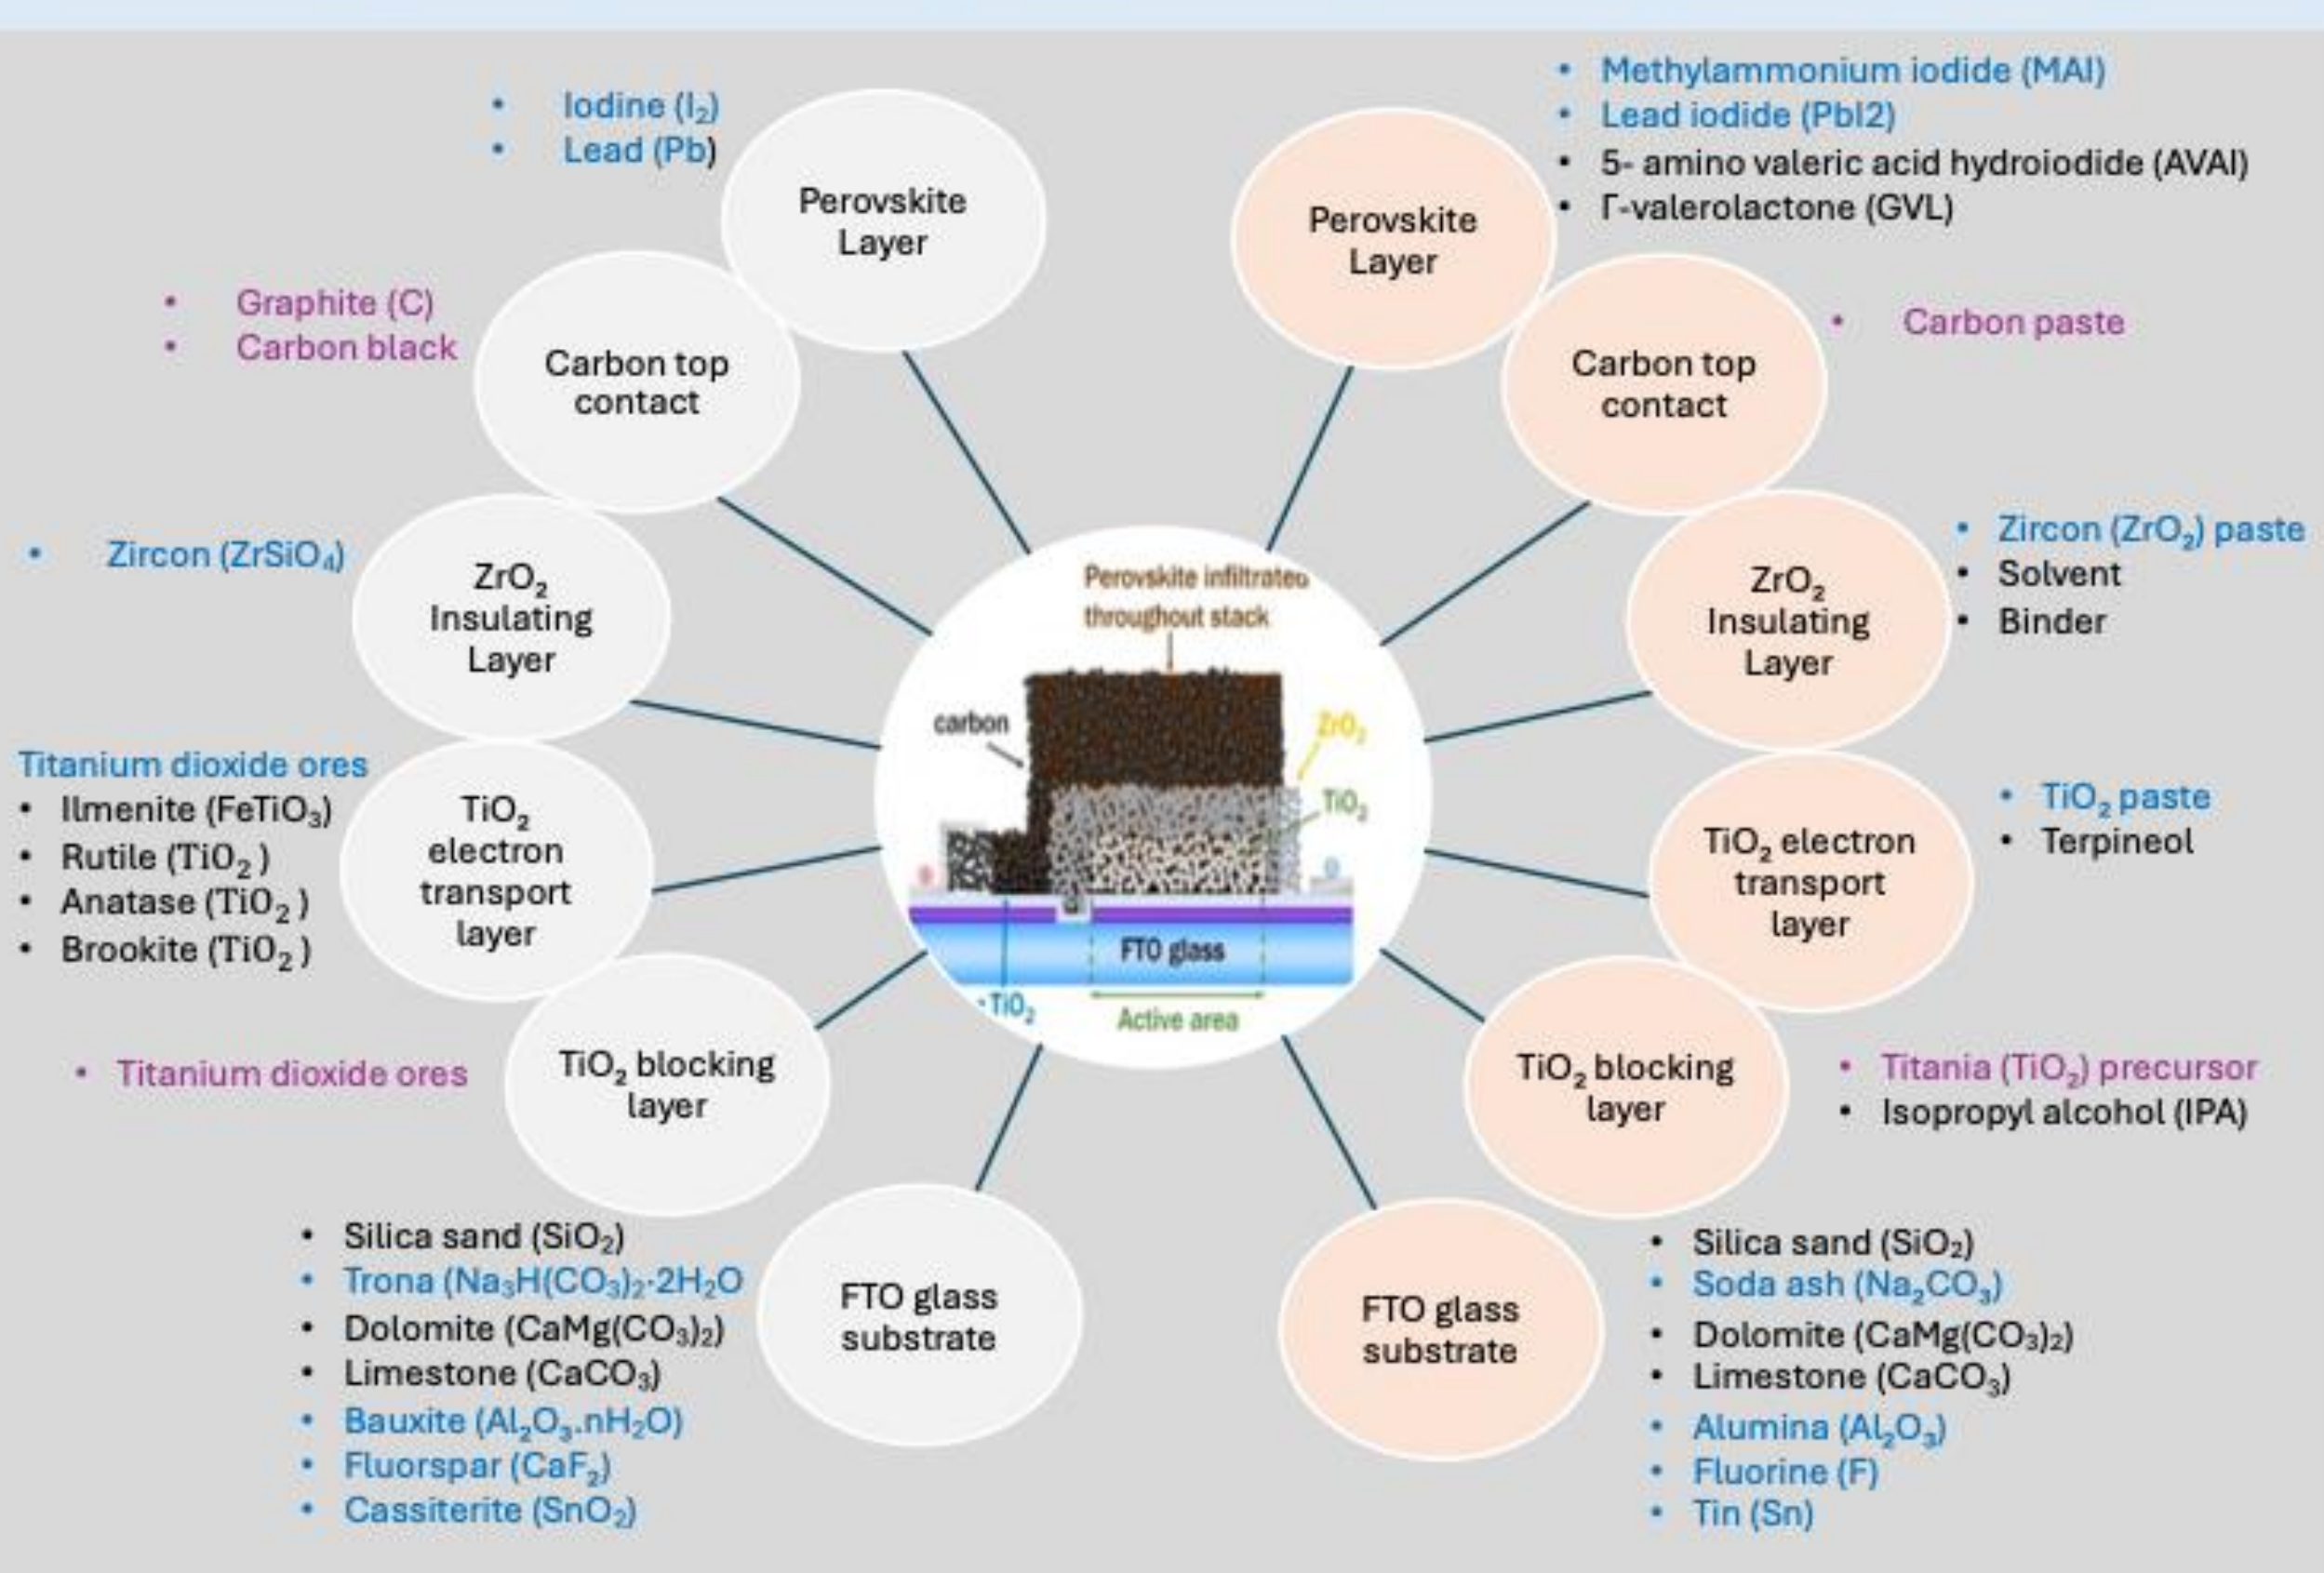 • Iodine (I₂)
• Lead (Pb)
Perovskite
Layer
• Graphite (C)
• Carbon black
Carbon top
contact
• Zircon (ZrSiO₄)
ZrO₂
Insulating
Layer
Titanium dioxide ores
• Ilmenite (FeTiO₃)
• Rutile (TiO₂ )
• Anatase (TiO₂ )
• Brookite (TiO₂ )
TiO₂
electron
transport
layer
• Titanium dioxide ores
TiO₂ blocking
layer
• Silica sand (SiO₂)
• Trona (Na₃H(CO₃)₂·2H₂O
• Dolomite (CaMg(CO₃)₂)
• Limestone (CaCO₃)
• Bauxite (Al₂O₃.nH₂O)
• Fluorspar (CaF₂)
• Cassiterite (SnO₂)
FTO glass
substrate
Perovskite infiltrated
throughout stack
carbon
ZrO₂
TiO₂
FTO glass
TiO₂
Active area
• Methylammonium iodide (MAI)
• Lead iodide (PbI2)
• 5- amino valeric acid hydroiodide (AVAI)
• Γ-valerolactone (GVL)
Perovskite
Layer
• Carbon paste
Carbon top
contact
• Zircon (ZrO₂) paste
• Solvent
• Binder
ZrO₂
Insulating
Layer
• TiO₂ paste
• Terpineol
TiO₂ electron
transport
layer
• Titania (TiO₂) precursor
• Isopropyl alcohol (IPA)
TiO₂ blocking
layer
• Silica sand (SiO₂)
• Soda ash (Na₂CO₃)
• Dolomite (CaMg(CO₃)₂)
• Limestone (CaCO₃)
• Alumina (Al₂O₃)
• Fluorine (F)
• Tin (Sn)
FTO glass
substrate